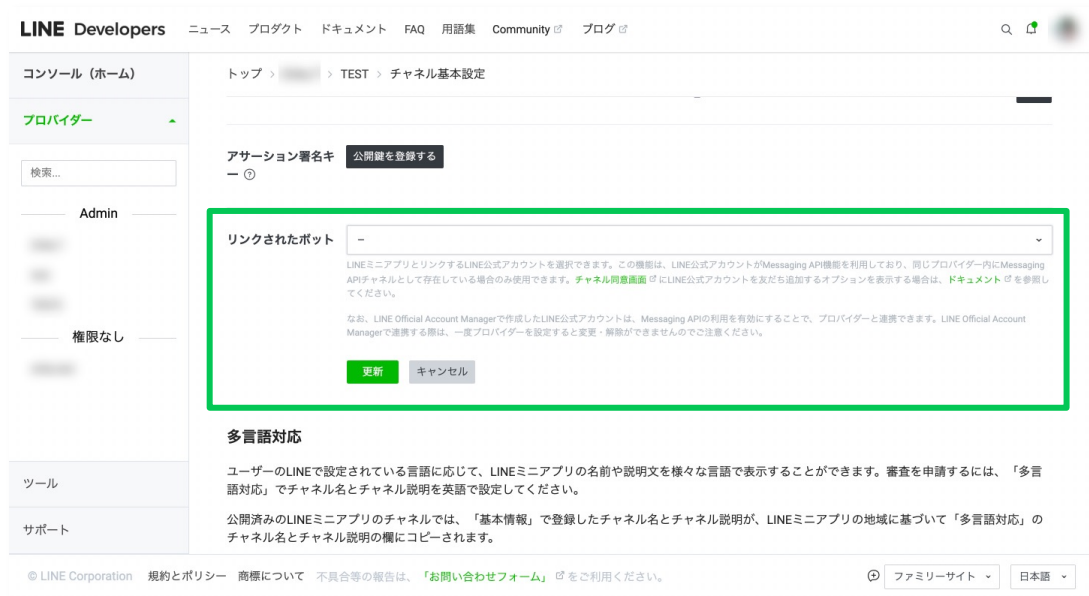 LINE Developers ニュース プロダクト ドキュメント FAQ 用語集 Community ブログ
コンソール（ホーム）
トップ > > TEST > チャネル基本設定
プロバイダー
アサーション署名キー
公開鍵を登録する
検索...
Admin
リンクされたボット
–
LINEミニアプリとリンクするLINE公式アカウントを選択できます。この機能は、LINE公式アカウントがMessaging API機能を利用しており、同じプロバイダー内にMessaging
APIチャネルとして存在している場合のみ使用できます。チャネル同意画面にLINE公式アカウントを友だち追加するオプションを表示する場合は、ドキュメントを参照し
てください。
なお、LINE Official Account Managerで作成したLINE公式アカウントは、Messaging APIの利用を有効にすることで、プロバイダーと連携できます。LINE Official Account
Managerで連携する際は、一度プロバイダーを設定すると変更・解除ができませんのでご注意ください。
権限なし
更新 キャンセル
多言語対応
ユーザーのLINEで設定されている言語に応じて、LINEミニアプリの名前や説明文を様々な言語で表示することができます。審査を申請するには、「多言
語対応」でチャネル名とチャネル説明を英語で設定してください。
ツール
公開済みのLINEミニアプリのチャネルでは、「基本情報」で登録したチャネル名とチャネル説明が、LINEミニアプリの地域に基づいて「多言語対応」の
チャネル名とチャネル説明の欄にコピーされます。
サポート
© LINE Corporation 規約とポリシー 商標について 不具合等の報告は、「お問い合わせフォーム」をご利用ください。 ファミリーサイト 日本語